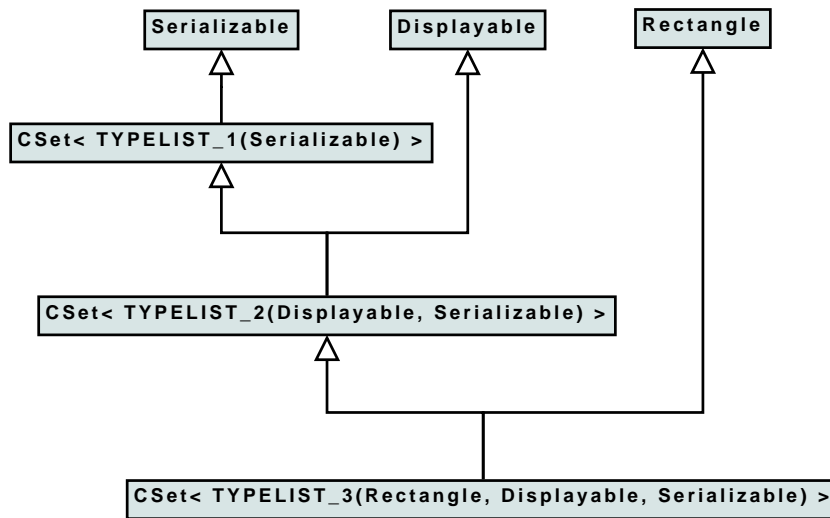 Serializable
Displayable
Rectangle
CSet< TYPELIST_1(Serializable) >
CSet< TYPELIST_2(Displayable, Serializable) >
CSet< TYPELIST_3(Rectangle, Displayable, Serializable) >